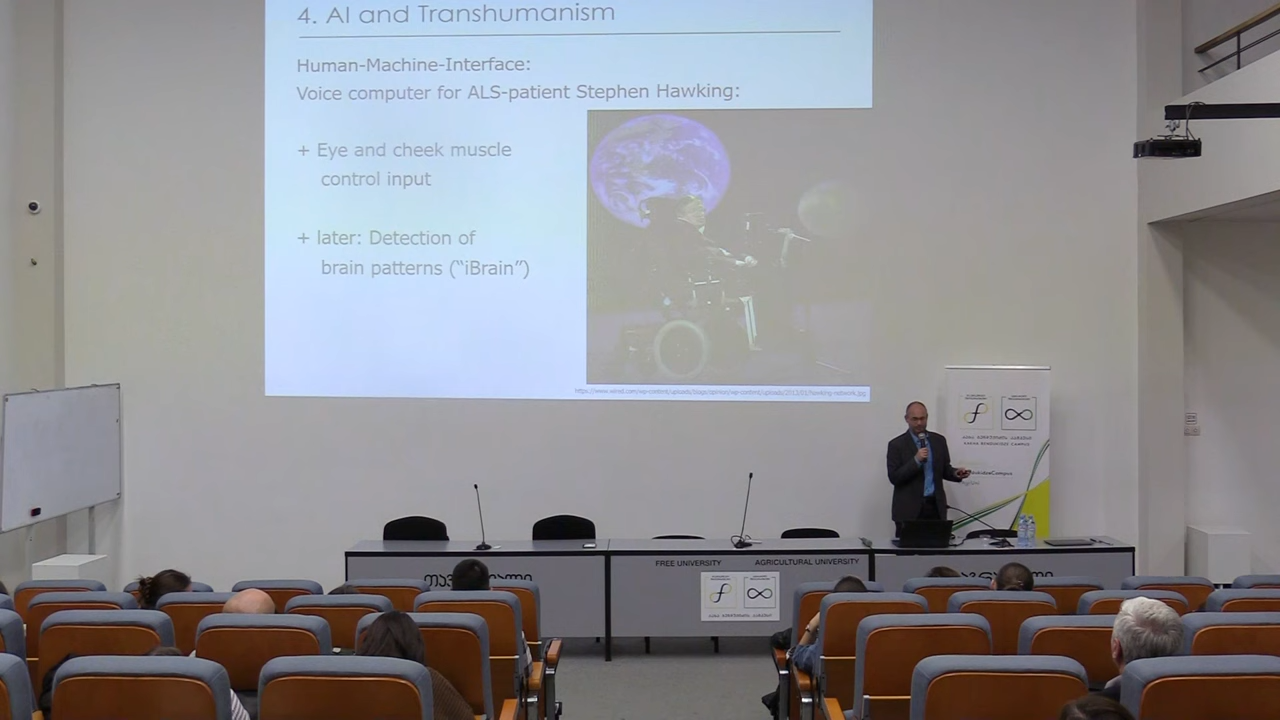 4. AI and Transhumanism
Human-Machine-Interface:
Voice computer for ALS-patient Stephen Hawking:
+ Eye and cheek muscle
control input
+ later: Detection of
brain patterns (“iBrain”)
FREE UNIVERSITY
AGRICULTURAL UNIVERSITY